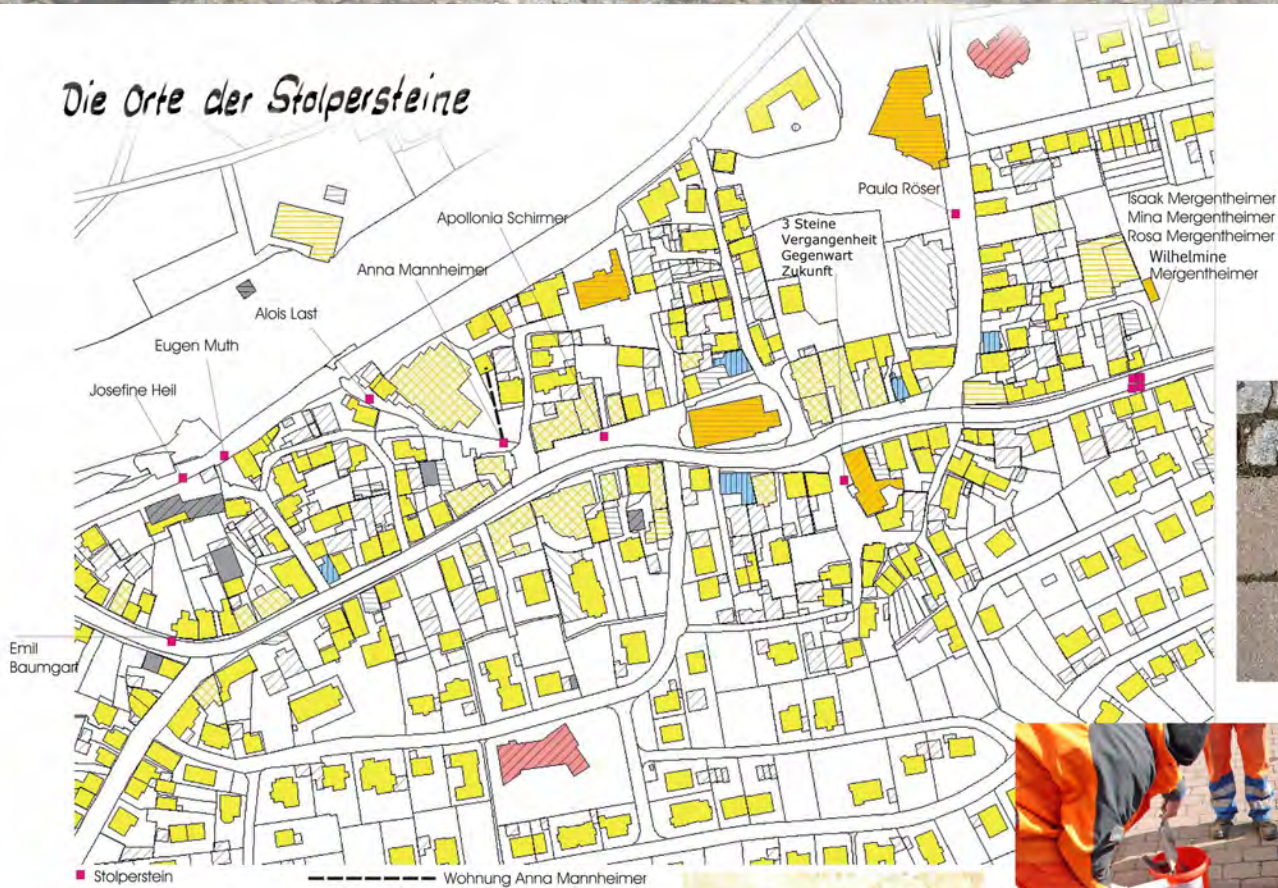 Die Orte der Stolpersteine
Paula Röser
Isaak Mergentheimer
Mina Mergentheimer
Rosa Mergentheimer
Wilhelmine
Mergentheimer
Apollonia Schirmer
3 Steine
Vergangenheit
Gegenwart
Zukunft
Anna Mannheimer
Alois Last
Eugen Muth
Josefine Heil
Emil
Baumgart
Stolperstein
Wohnung Anna Mannheimer